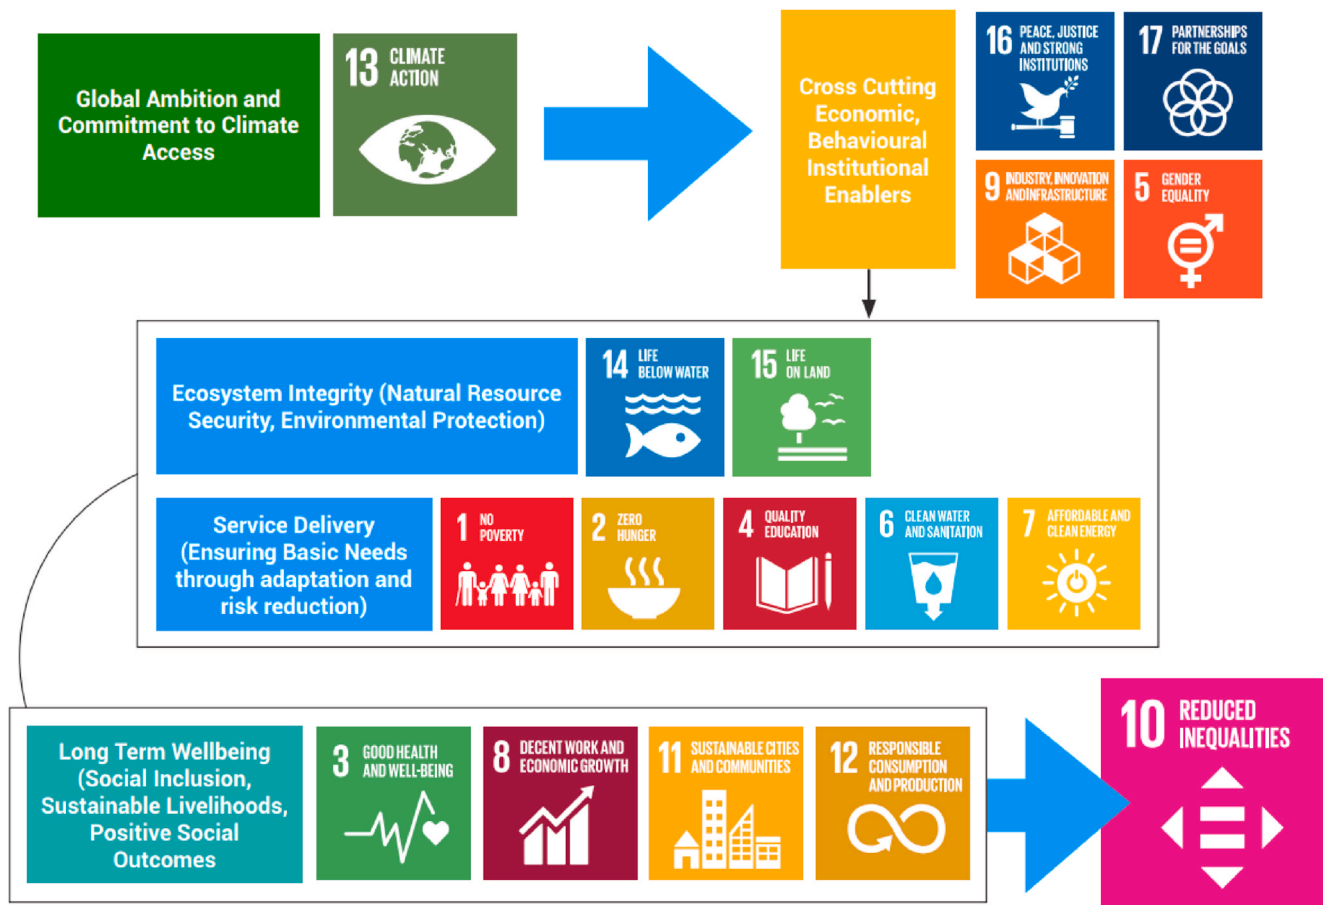 Global Ambition and
Commitment to Climate
Access
13 CLIMATE
ACTION
Cross Cutting
Economic,
Behavioural
Institutional
Enablers
16 PEACE, JUSTICE
AND STRONG
INSTITUTIONS
17 PARTNERSHIPS
FOR THE GOALS
9 INDUSTRY, INNOVATION
AND INFRASTRUCTURE
5 GENDER
EQUALITY
Ecosystem Integrity (Natural Resource
Security, Environmental Protection)
14 LIFE
BELOW WATER
15 LIFE
ON LAND
Service Delivery
(Ensuring Basic Needs
through adaptation and
risk reduction)
1 NO
POVERTY
2 ZERO
HUNGER
4 QUALITY
EDUCATION
6 CLEAN WATER
AND SANITATION
7 AFFORDABLE AND
CLEAN ENERGY
Long Term Wellbeing
(Social Inclusion,
Sustainable Livelihoods,
Positive Social
Outcomes
3 GOOD HEALTH
AND WELL-BEING
8 DECENT WORK AND
ECONOMIC GROWTH
11 SUSTAINABLE CITIES
AND COMMUNITIES
12 RESPONSIBLE
CONSUMPTION
AND PRODUCTION
10 REDUCED
INEQUALITIES